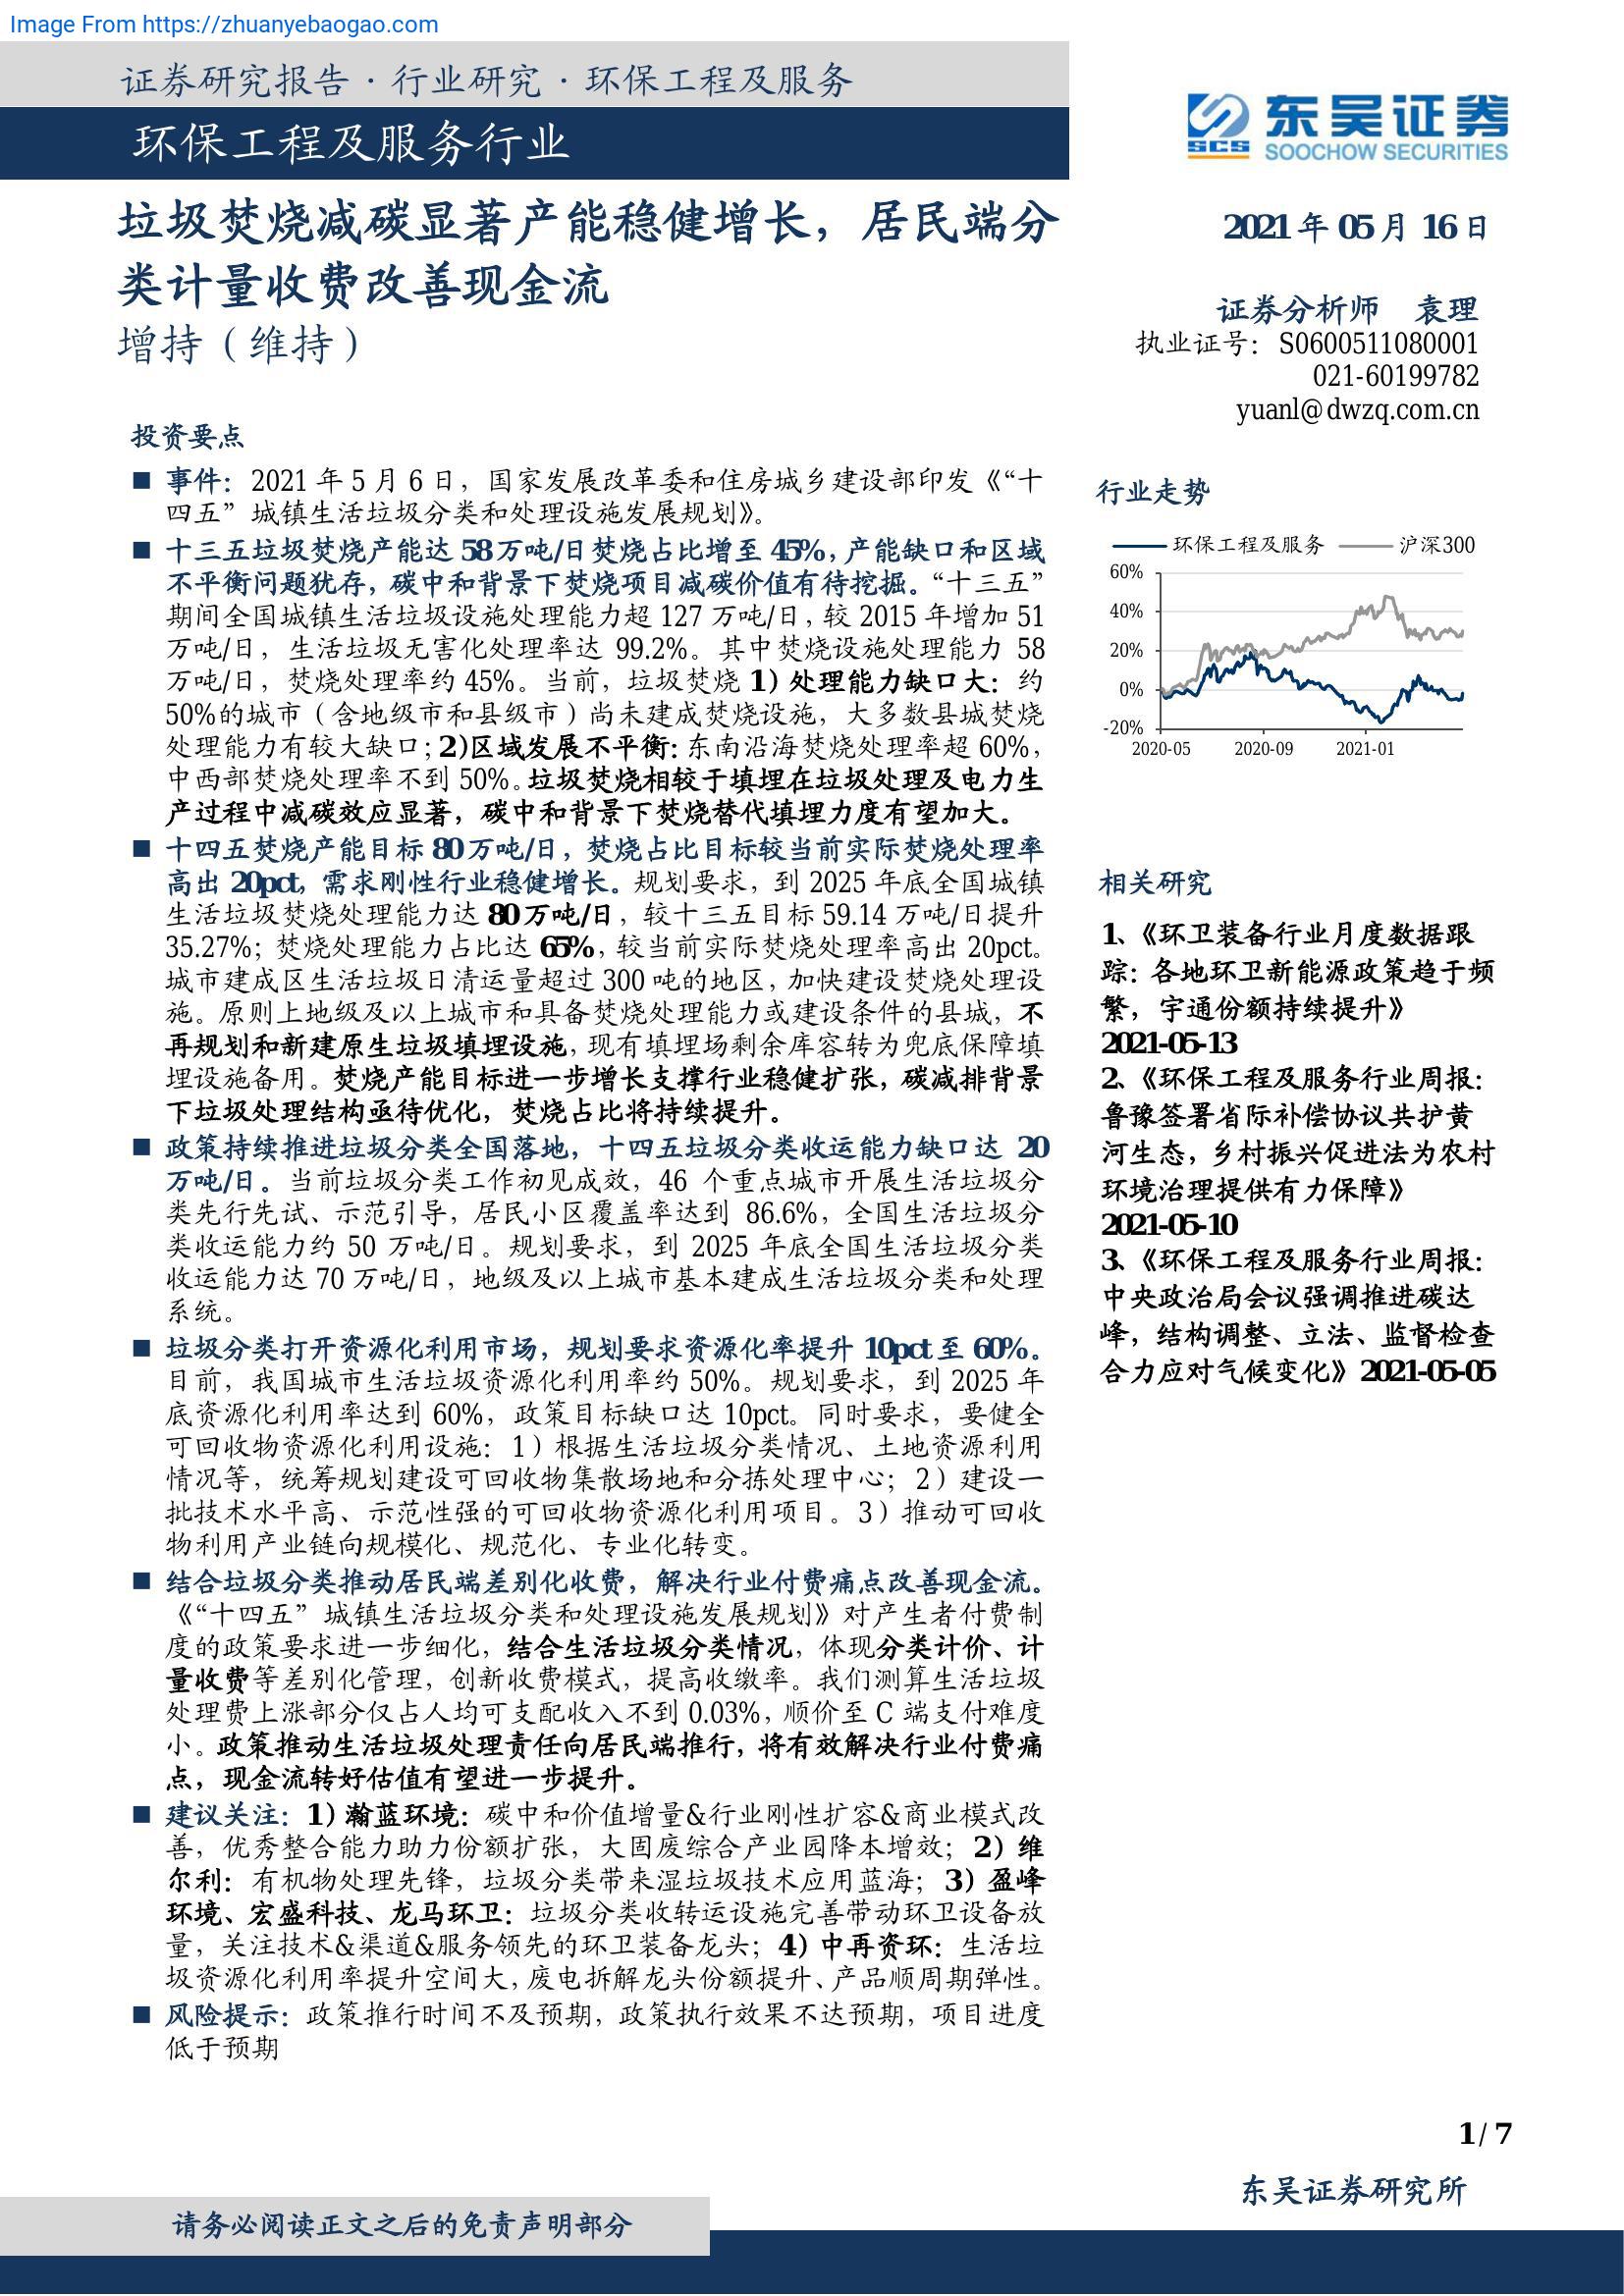 Image From https://zhuanyebaogao.com
证券研究报告·行业研究·环保工程及服务
环保工程及服务行业
东吴证券
SCS
SOOCHOW SECURITIES
垃圾焚烧减碳显著产能稳健增长，居民端分
类计量收费改善现金流
增持（维持）
2021 年 05 月 16 日
证券分析师 袁理
执业证号：S0600511080001
021-60199782
yuanl@dwzq.com.cn
投资要点
■ 事件：2021 年 5 月 6 日，国家发展改革委和住房城乡建设部印发《“十
四五”城镇生活垃圾分类和处理设施发展规划》。
■ 十三五垃圾焚烧产能达 58 万吨/日焚烧占比增至 45%，产能缺口和区域
不平衡问题犹存，碳中和背景下焚烧项目减碳价值有待挖掘。“十三五”
期间全国城镇生活垃圾设施处理能力超 127 万吨/日，较 2015 年增加 51
万吨/日，生活垃圾无害化处理率达 99.2%。其中焚烧设施处理能力 58
万吨/日，焚烧处理率约 45%。当前，垃圾焚烧 1）处理能力缺口大：约
50%的城市（含地级市和县级市）尚未建成焚烧设施，大多数县城焚烧
处理能力有较大缺口；2)区域发展不平衡：东南沿海焚烧处理率超 60%，
中西部焚烧处理率不到 50%。垃圾焚烧相较于填埋在垃圾处理及电力生
产过程中减碳效应显著，碳中和背景下焚烧替代填埋力度有望加大。
■ 十四五焚烧产能目标 80 万吨/日，焚烧占比目标较当前实际焚烧处理率
高出 20pct，需求刚性行业稳健增长。规划要求，到 2025 年底全国城镇
生活垃圾焚烧处理能力达 80 万吨/日，较十三五目标 59.14 万吨/日提升
35.27%；焚烧处理能力占比达 65%，较当前实际焚烧处理率高出 20pct。
城市建成区生活垃圾日清运量超过 300 吨的地区，加快建设焚烧处理设
施。原则上地级及以上城市和具备焚烧处理能力或建设条件的县城，不
再规划和新建原生垃圾填埋设施，现有填埋场剩余库容转为兜底保障填
埋设施备用。焚烧产能目标进一步增长支撑行业稳健扩张，碳减排背景
下垃圾处理结构亟待优化，焚烧占比将持续提升。
■ 政策持续推进垃圾分类全国落地，十四五垃圾分类收运能力缺口达 20
万吨/日。当前垃圾分类工作初见成效，46 个重点城市开展生活垃圾分
类先行先试、示范引导，居民小区覆盖率达到 86.6%，全国生活垃圾分
类收运能力约 50 万吨/日。规划要求，到 2025 年底全国生活垃圾分类
收运能力达 70 万吨/日，地级及以上城市基本建成生活垃圾分类和处理
系统。
■ 垃圾分类打开资源化利用市场，规划要求资源化率提升 10pct 至 60%。
目前，我国城市生活垃圾资源化利用率约 50%。规划要求，到 2025 年
底资源化利用率达到 60%，政策目标缺口达 10pct。同时要求，要健全
可回收物资源化利用设施：1）根据生活垃圾分类情况、土地资源利用
情况等，统筹规划建设可回收物集散场地和分拣处理中心；2）建设一
批技术水平高、示范性强的可回收物资源化利用项目。3）推动可回收
物利用产业链向规模化、规范化、专业化转变。
■ 结合垃圾分类推动居民端差别化收费，解决行业付费痛点改善现金流。
《“十四五”城镇生活垃圾分类和处理设施发展规划》对产生者付费制
度的政策要求进一步细化，结合生活垃圾分类情况，体现分类计价、计
量收费等差别化管理，创新收费模式，提高收缴率。我们测算生活垃圾
处理费上涨部分仅占人均可支配收入不到 0.03%，顺价至 C 端支付难度
小。政策推动生活垃圾处理责任向居民端推行，将有效解决行业付费痛
点，现金流转好估值有望进一步提升。
■ 建议关注：1）瀚蓝环境：碳中和价值增量&行业刚性扩容&商业模式改
善，优秀整合能力助力份额扩张，大固废综合产业园降本增效；2）维
尔利：有机物处理先锋，垃圾分类带来湿垃圾技术应用蓝海；3）盈峰
环境、宏盛科技、龙马环卫：垃圾分类收转运设施完善带动环卫设备放
量，关注技术&渠道&服务领先的环卫装备龙头；4）中再资环：生活垃
圾资源化利用率提升空间大，废电拆解龙头份额提升、产品顺周期弹性。
■ 风险提示：政策推行时间不及预期，政策执行效果不达预期，项目进度
低于预期
行业走势
环保工程及服务 沪深300
60%
40%
20%
0%
-20%
2020-05 2020-09 2021-01
相关研究
1、《环卫装备行业月度数据跟
踪：各地环卫新能源政策趋于频
繁，宇通份额持续提升》
2021-05-13
2、《环保工程及服务行业周报：
鲁豫签署省际补偿协议共护黄
河生态，乡村振兴促进法为农村
环境治理提供有力保障》
2021-05-10
3、《环保工程及服务行业周报：
中央政治局会议强调推进碳达
峰，结构调整、立法、监督检查
合力应对气候变化》2021-05-05
1 / 7
东吴证券研究所
请务必阅读正文之后的免责声明部分